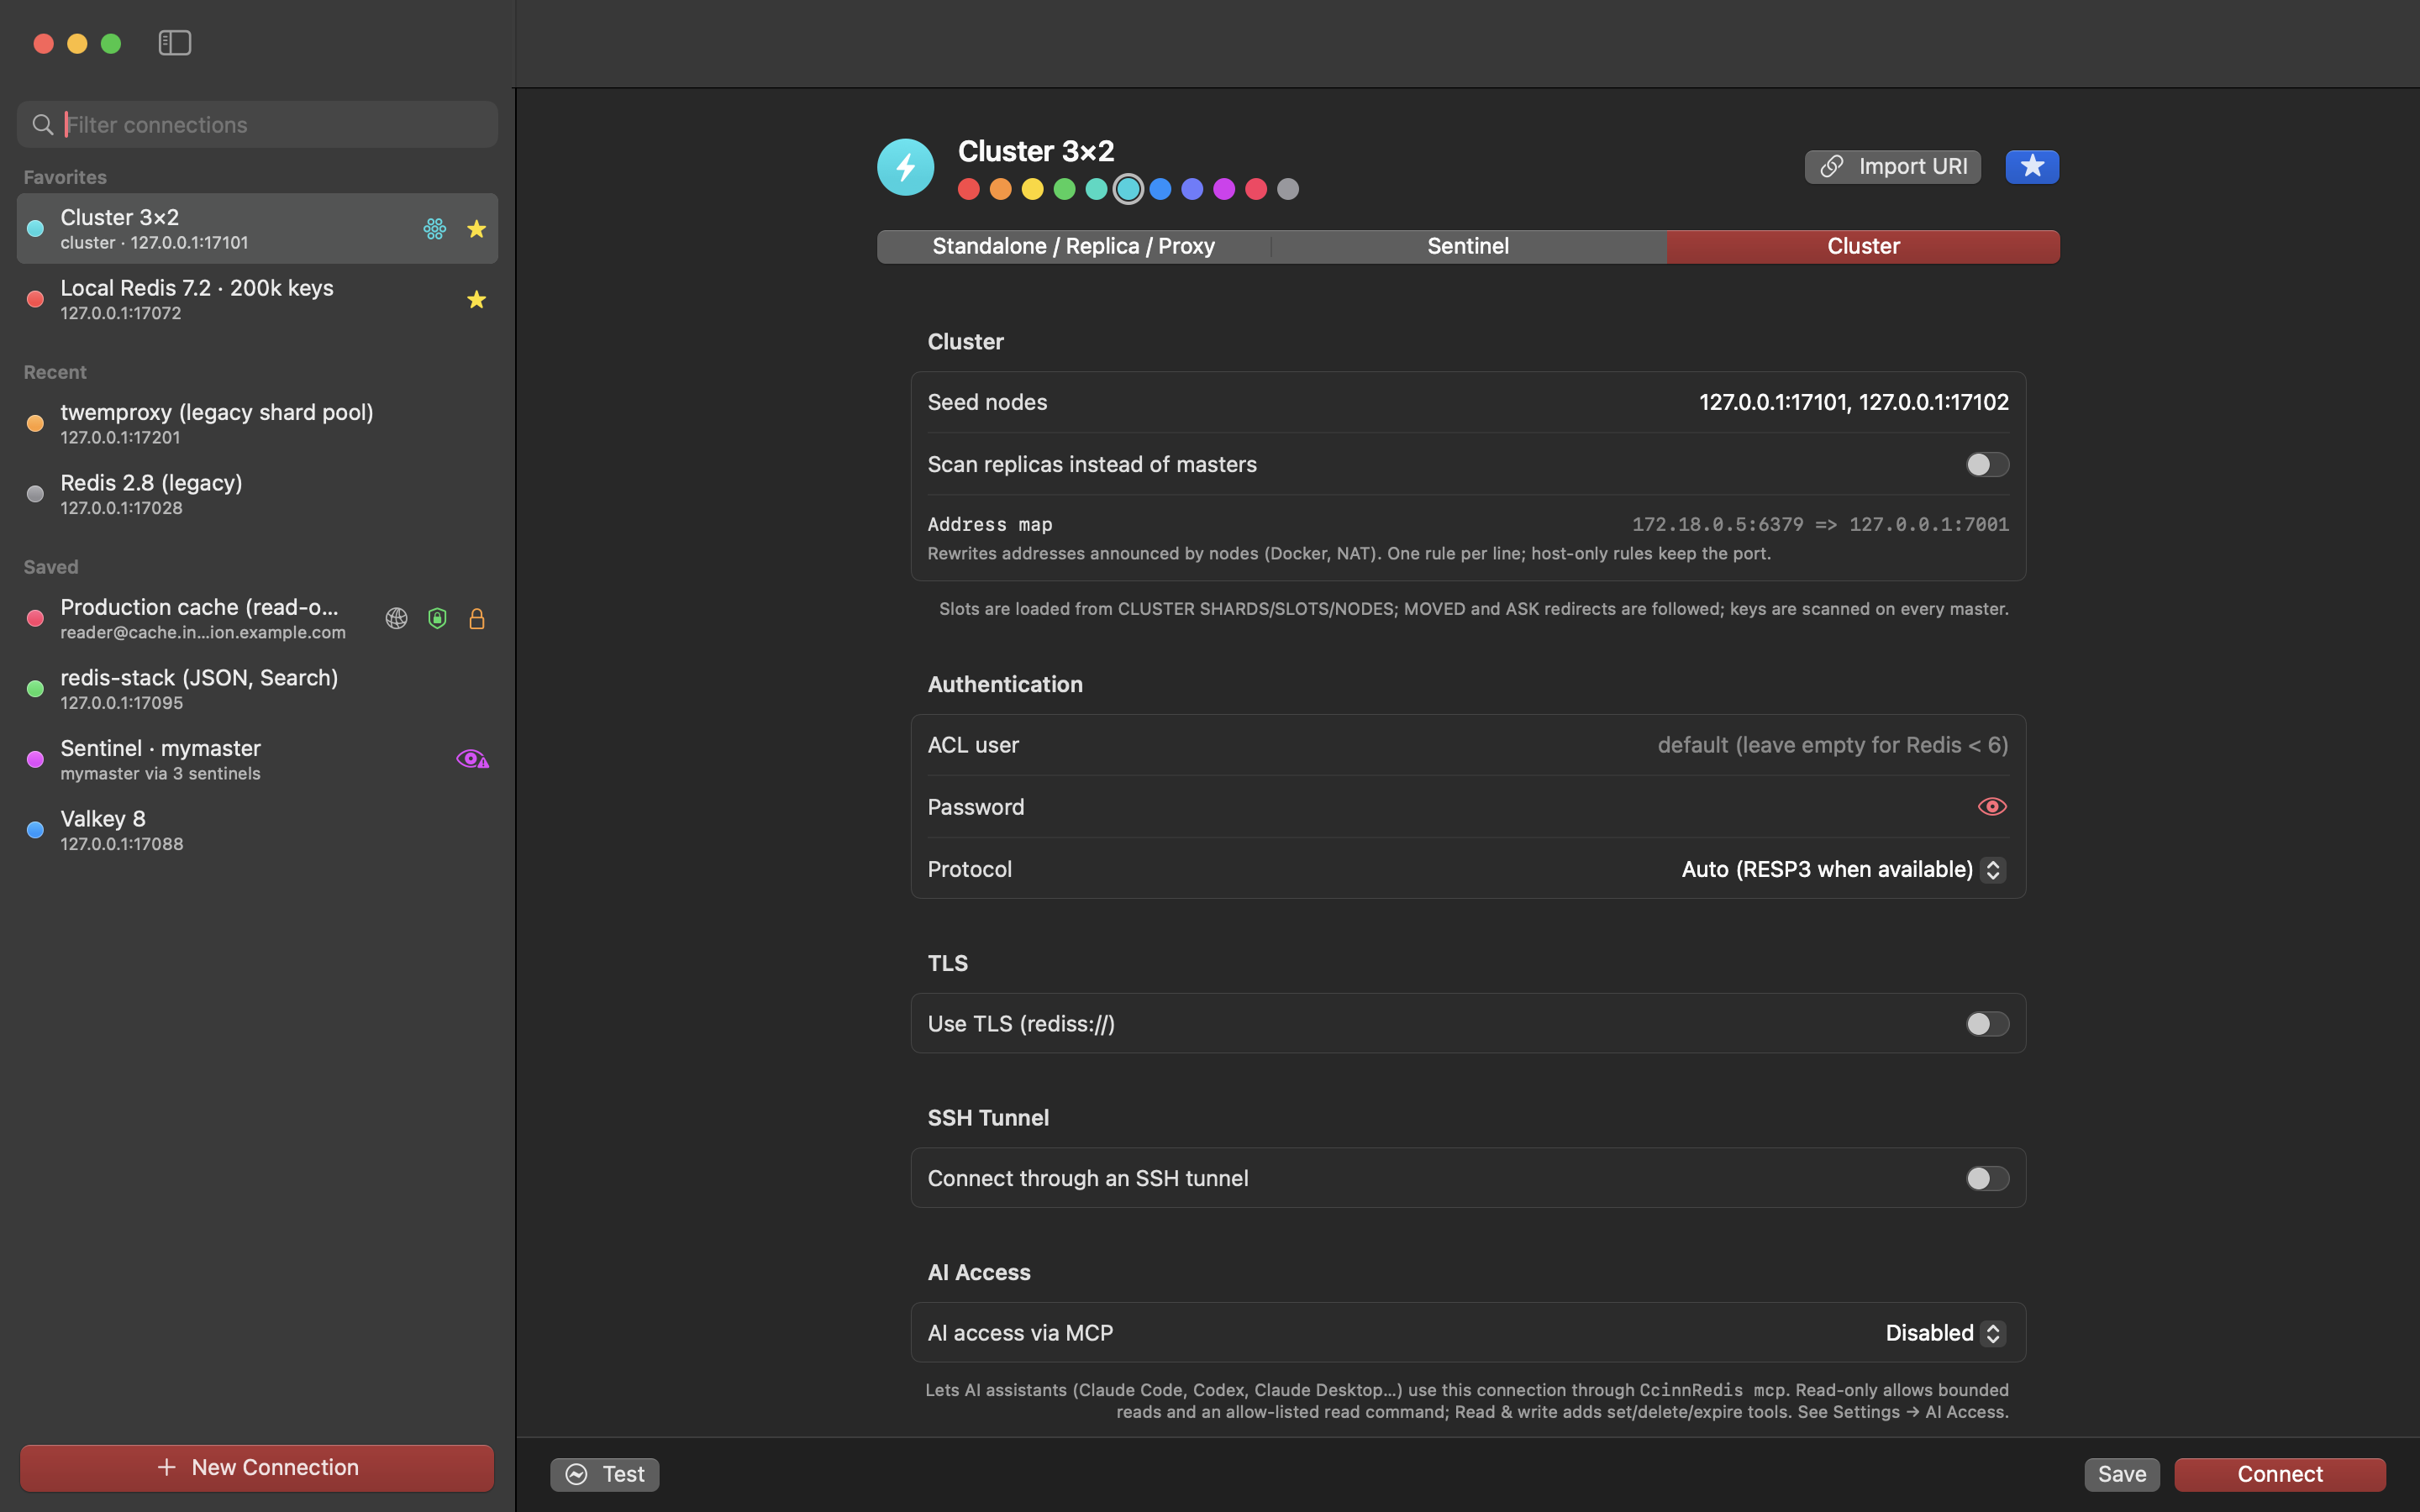 Filter connections
Favorites
Cluster 3×2
cluster · 127.0.0.1:17101
Local Redis 7.2 · 200k keys
127.0.0.1:17072
Recent
twemproxy (legacy shard pool)
127.0.0.1:17201
Redis 2.8 (legacy)
127.0.0.1:17028
Saved
Production cache (read-o...
reader@cache.in...ion.example.com
redis-stack (JSON, Search)
127.0.0.1:17095
Sentinel · mymaster
mymaster via 3 sentinels
Valkey 8
127.0.0.1:17088
New Connection
Cluster 3×2
Import URI
Standalone / Replica / Proxy
Sentinel
Cluster
Cluster
Seed nodes
127.0.0.1:17101, 127.0.0.1:17102
Scan replicas instead of masters
Address map
172.18.0.5:6379 => 127.0.0.1:7001
Rewrites addresses announced by nodes (Docker, NAT). One rule per line; host-only rules keep the port.
Slots are loaded from CLUSTER SHARDS/SLOTS/NODES; MOVED and ASK redirects are followed; keys are scanned on every master.
Authentication
ACL user
default (leave empty for Redis < 6)
Password
Protocol
Auto (RESP3 when available)
TLS
Use TLS (rediss://)
SSH Tunnel
Connect through an SSH tunnel
AI Access
AI access via MCP
Disabled
Lets AI assistants (Claude Code, Codex, Claude Desktop...) use this connection through CcinnRedis mcp. Read-only allows bounded
reads and an allow-listed read command; Read & write adds set/delete/expire tools. See Settings → AI Access.
Test
Save
Connect